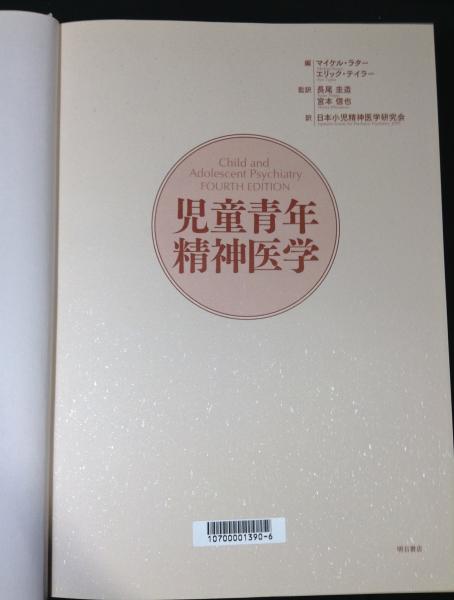 編 マイケル・ラター
エリック・テイラー
監訳 長尾 圭造
宮本 信也
訳 日本小児精神医学研究会
Child and
Adolescent Psychiatry
FOURTH EDITION
児童青年
精神医学
10700001390-6
明石書店